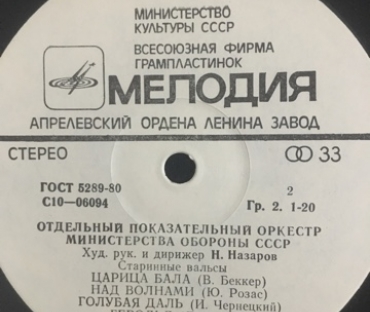 МИНИСТЕРСТВО
КУЛЬТУРЫ СССР
ВСЕСОЮЗНАЯ ФИРМА
ГРАМПЛАСТИНОК
МЕЛОДИЯ
АПРЕЛЕВСКИЙ ОРДЕНА ЛЕНИНА ЗАВОД
СТЕРЕО 33
ГОСТ 5289-80 2
С10—06094 Гр. 2. 1-20
ОТДЕЛЬНЫЙ ПОКАЗАТЕЛЬНЫЙ ОРКЕСТР
МИНИСТЕРСТВА ОБОРОНЫ СССР
Худ. рук. и дирижер Н. Назаров
Старинные вальсы
ЦАРИЦА БАЛА (В. Беккер)
НАД ВОЛНАМИ (Ю. Розас)
ГОЛУБАЯ ДАЛЬ (И. Чернецкий)